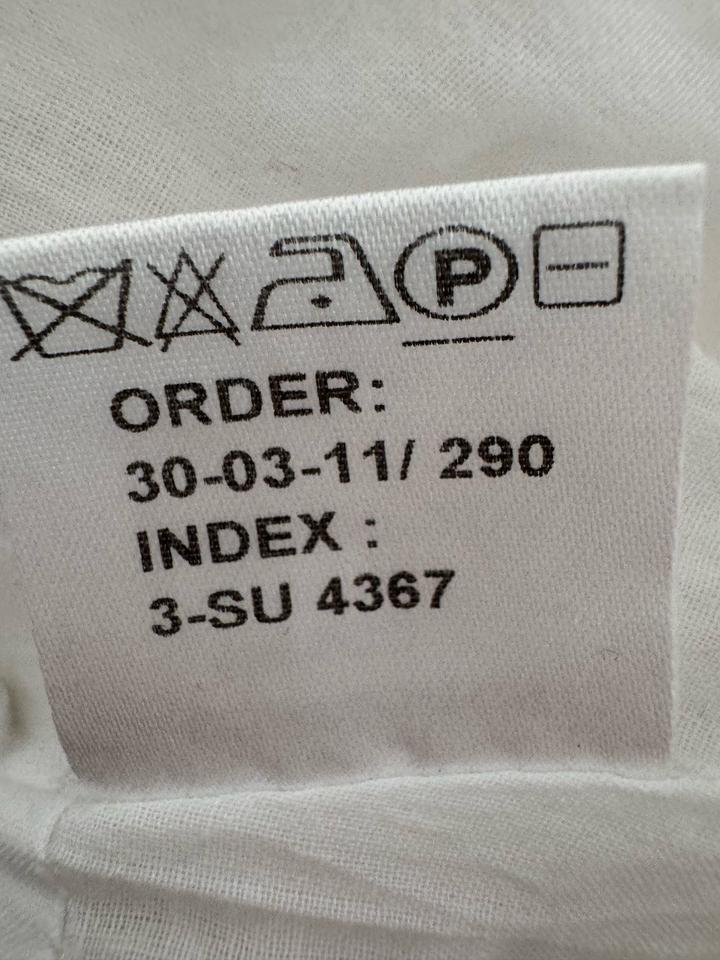 P
ORDER:
30-03-11/ 290
INDEX :
3-SU 4367